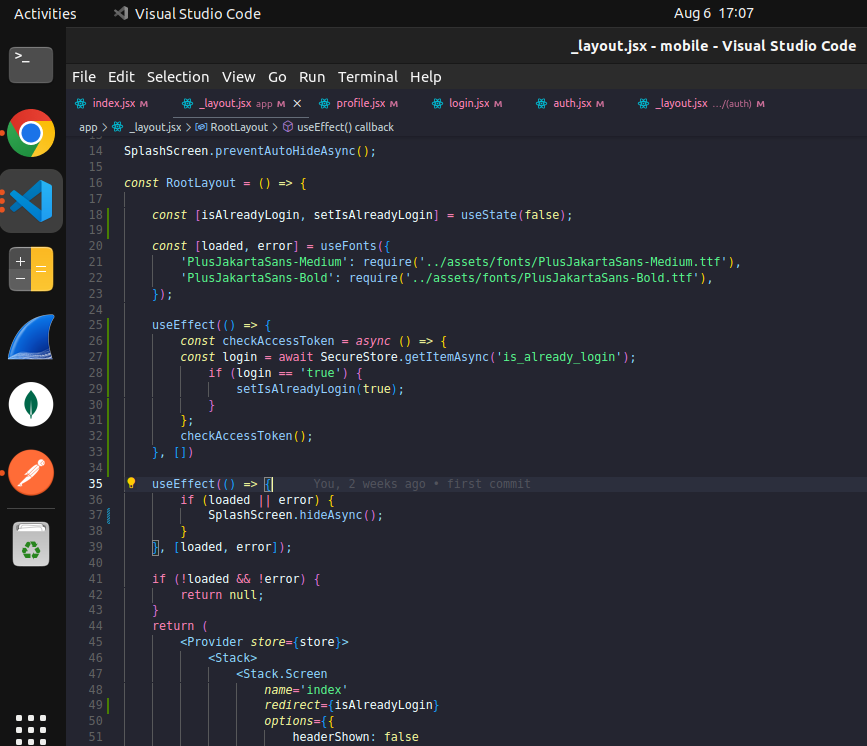 Activities
Visual Studio Code
Aug 6 17:07
_layout.jsx - mobile - Visual Studio Code
File Edit Selection View Go Run Terminal Help
index.jsx M
_layout.jsx app M
profile.jsx M
login.jsx M
auth.jsx M
_layout.jsx .../(auth) M
app > _layout.jsx > RootLayout > useEffect() callback
14 SplashScreen.preventAutoHideAsync();
15
16 const RootLayout = () => {
17
18     const [isAlreadyLogin, setIsAlreadyLogin] = useState(false);
19
20     const [loaded, error] = useFonts({
21         'PlusJakartaSans-Medium': require('../assets/fonts/PlusJakartaSans-Medium.ttf'),
22         'PlusJakartaSans-Bold': require('../assets/fonts/PlusJakartaSans-Bold.ttf'),
23     });
24
25     useEffect(() => {
26         const checkAccessToken = async () => {
27         const login = await SecureStore.getItemAsync('is_already_login');
28             if (login == 'true') {
29                 setIsAlreadyLogin(true);
30             }
31         };
32         checkAccessToken();
33     }, [])
34
35     useEffect(() => {      You, 2 weeks ago • first commit
36         if (loaded || error) {
37             SplashScreen.hideAsync();
38         }
39     }, [loaded, error]);
40
41     if (!loaded && !error) {
42         return null;
43     }
44     return (
45         <Provider store={store}>
46             <Stack>
47                 <Stack.Screen
48                     name='index'
49                     redirect={isAlreadyLogin}
50                     options={{
51                         headerShown: false